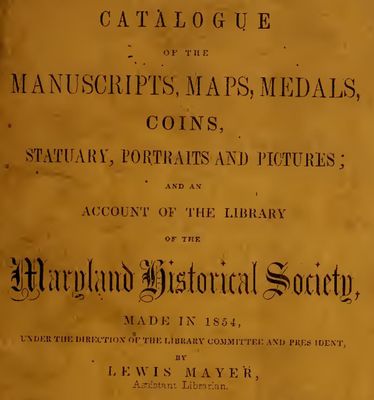 CATALOGUE
OF THE
MANUSCRIPTS, MAPS, MEDALS,
COINS,
STATUARY, PORTRAITS AND PICTURES;
AND AN
ACCOUNT OF THE LIBRARY
OF THE
Maryland Historical Society,
MADE IN 1854,
UNDER THE DIRECTION OF THE LIBRARY COMMITTEE AND PRESIDENT,
BY
LEWIS MAYER,
Assistant Librarian.